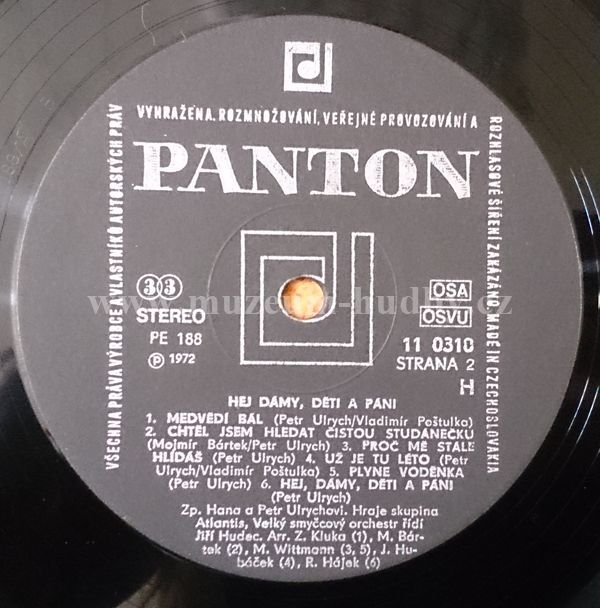 VŠECHNA PRÁVA VÝROBCE A VLASTNÍKŮ AUTORSKÝCH PRÁV
VYHRAŽENA. ROZMNOŽOVÁNÍ, VEŘEJNÉ PROVOZOVÁNÍ A
ROZHLASOVÉ ŠÍŘENÍ ZAKÁZÁNO. MADE IN CZECHOSLOVAKIA
PANTON
33
STEREO
PE 188
Ⓟ 1972
OSA
OSVU
11 0310
STRANA 2
H
www.muzeum-hudby.cz
HEJ DÁMY, DĚTI A PÁNI
1. MEDVĚDÍ BÁL (Petr Ulrych/Vladimír Poštulka)
2. CHTĚL JSEM HLEDAT ČISTOU STUDÁNEČKU
(Mojmír Bártek/Petr Ulrych) 3. PROČ MĚ STÁLE
HLÍDÁŠ (Petr Ulrych) 4. UŽ JE TU LÉTO (Petr
Ulrych/Vladimír Poštulka) 5. PLYNE VODĚNKA
(Petr Ulrych) 6. HEJ, DÁMY, DĚTI A PÁNI
(Petr Ulrych)
Zp. Hana a Petr Ulrychovi. Hraje skupina
Atlantis, Velký smyčcový orchestr řídí
Jiří Hudec. Arr. Z. Kluka (1), M. Bár-
tek (2), M. Wittmann (3, 5), J. Hu-
báček (4), R. Hájek (6)